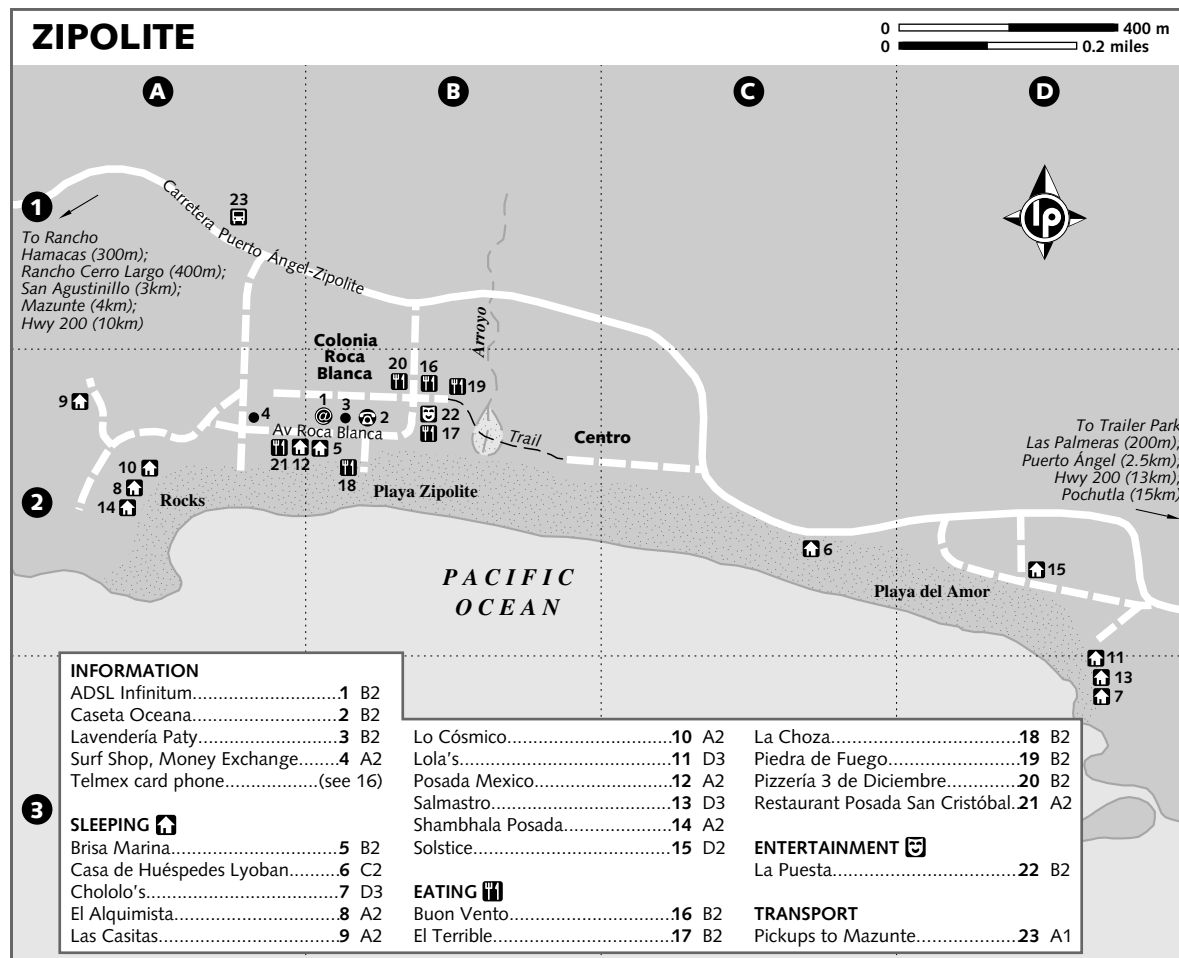 ZIPOLITE
0 400 m
0 0.2 miles
A
B
C
D
1
2
3
To Rancho
Hamacas (300m);
Rancho Cerro Largo (400m);
San Agustinillo (3km);
Mazunte (4km);
Hwy 200 (10km)
23
Carretera Puerto Ángel-Zipolite
lp
Arroyo
Colonia
Roca
Blanca
20 16
19
9
4
1
3
2
22
17
Av Roca Blanca
21 12
5
18
Trail
Centro
To Trailer Park
Las Palmeras (200m);
Puerto Ángel (2.5km);
Hwy 200 (13km);
Pochutla (15km)
10
8
14
Rocks
Playa Zipolite
6
15
Playa del Amor
PACIFIC
OCEAN
11
13
7
INFORMATION
ADSL Infinitum..........................1 B2
Caseta Oceana..........................2 B2
Lavendería Paty..........................3 B2
Surf Shop, Money Exchange.......4 A2
Telmex card phone................(see 16)
SLEEPING
Brisa Marina..............................5 B2
Casa de Huéspedes Lyoban.........6 C2
Chololo's...................................7 D3
El Alquimista..............................8 A2
Las Casitas.................................9 A2
Lo Cósmico..............................10 A2
Lola's.......................................11 D3
Posada Mexico.........................12 A2
Salmastro.................................13 D3
Shambhala Posada....................14 A2
Solstice....................................15 D2
EATING
Buon Vento..............................16 B2
El Terrible.................................17 B2
La Choza..................................18 B2
Piedra de Fuego........................19 B2
Pizzería 3 de Diciembre.............20 B2
Restaurant Posada San Cristóbal..21 A2
ENTERTAINMENT
La Puesta.................................22 B2
TRANSPORT
Pickups to Mazunte...................23 A1